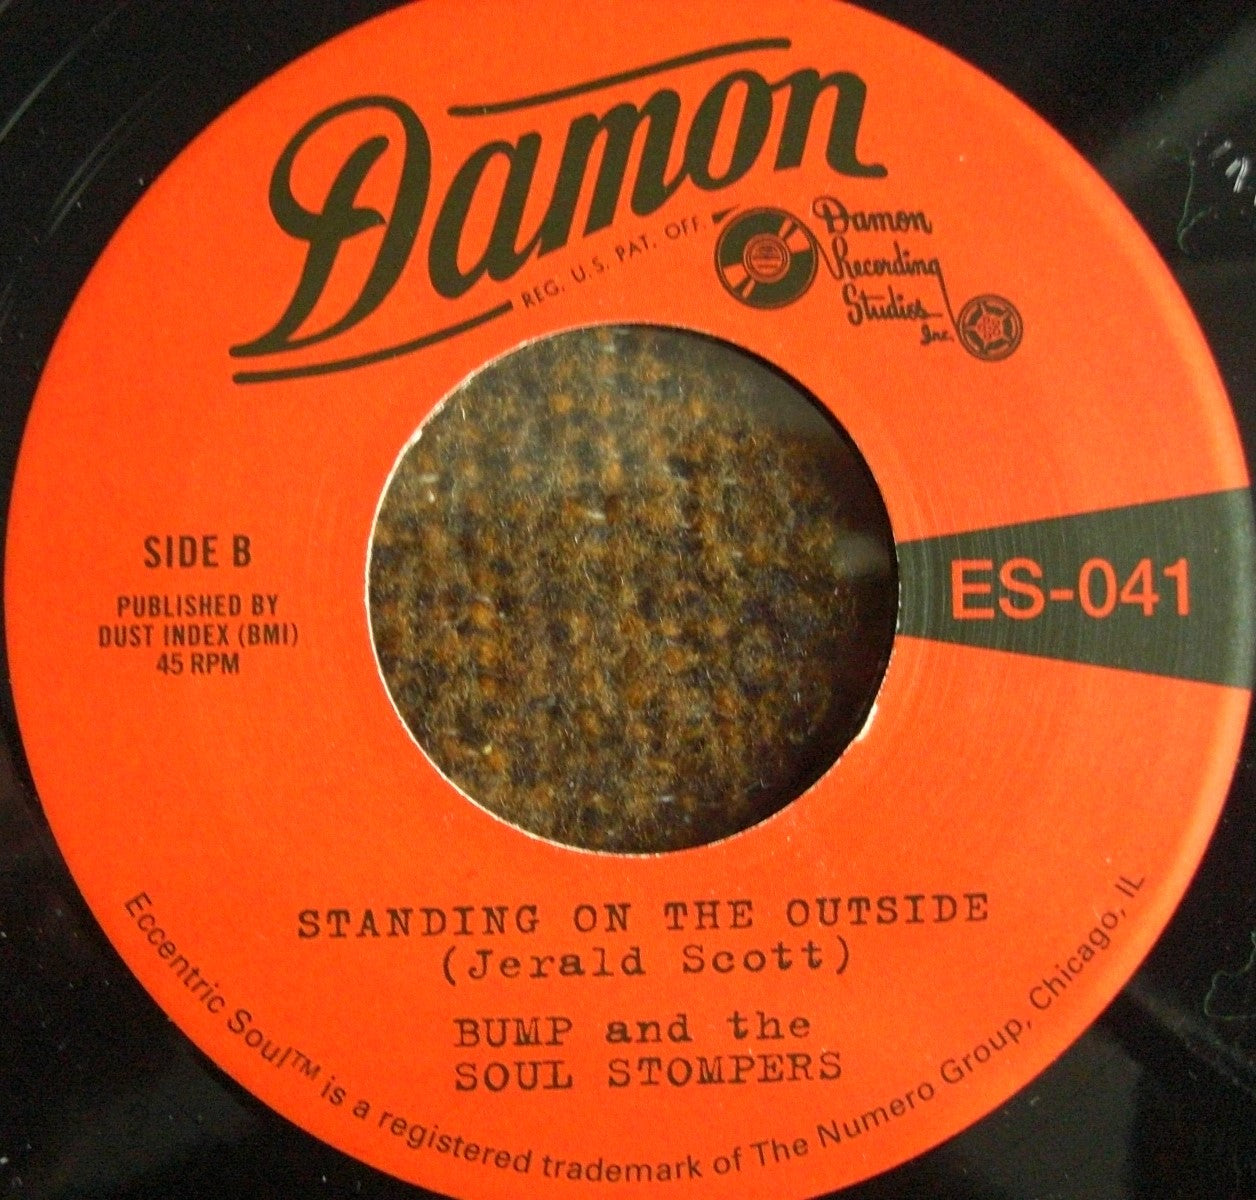 Damon
REG. U.S. PAT. OFF.
Damon
Recording
Studios
Inc.
SIDE B
PUBLISHED BY
DUST INDEX (BMI)
45 RPM
ES-041
STANDING ON THE OUTSIDE
(Jerald Scott)
BUMP and the
SOUL STOMPERS
Eccentric Soul™ is a registered trademark of The Numero Group, Chicago, IL